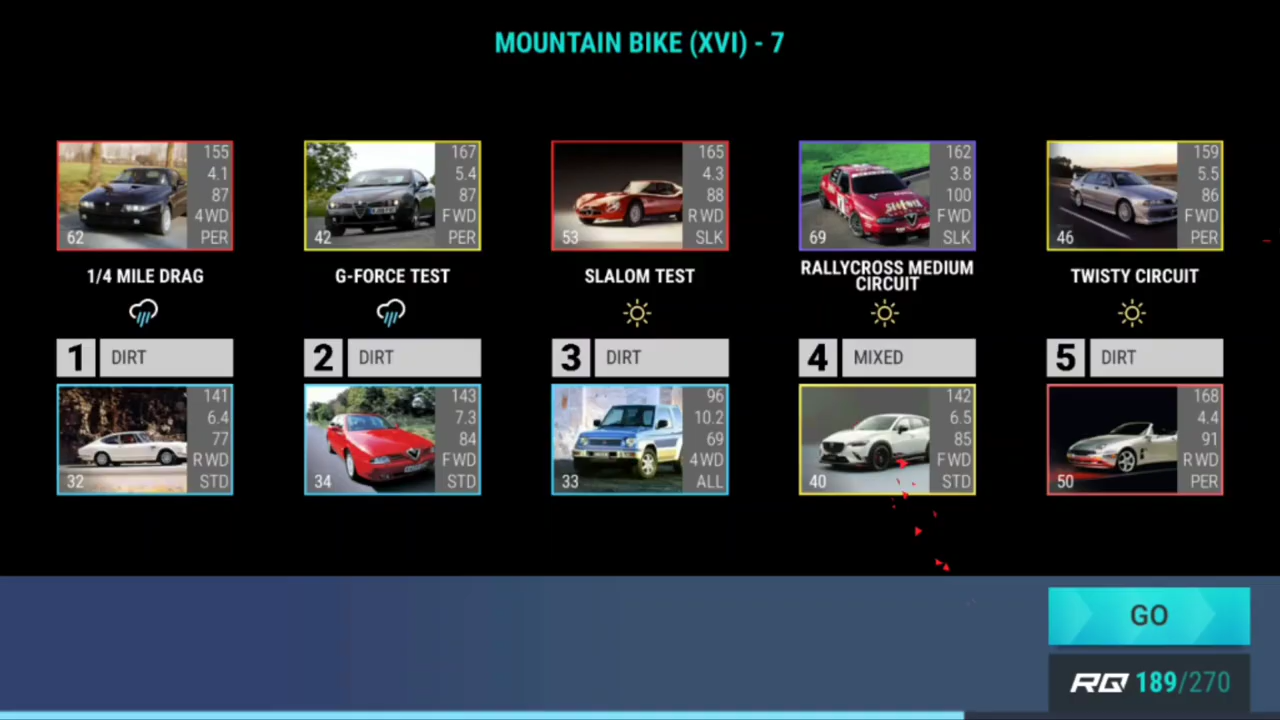 MOUNTAIN BIKE (XVI) - 7
155
4.1
87
4WD
62 PER
167
5.4
87
FWD
42 PER
165
4.3
88
RWD
53 SLK
162
3.8
100
FWD
69 SLK
159
5.5
86
FWD
46 PER
1/4 MILE DRAG
G-FORCE TEST
SLALOM TEST
RALLYCROSS MEDIUM
CIRCUIT
TWISTY CIRCUIT
1 DIRT
2 DIRT
3 DIRT
4 MIXED
5 DIRT
141
6.4
77
RWD
32 STD
143
7.3
84
FWD
34 STD
96
10.2
69
4WD
33 ALL
142
6.5
85
FWD
40 STD
168
4.4
91
RWD
50 PER
GO
RQ 189/270